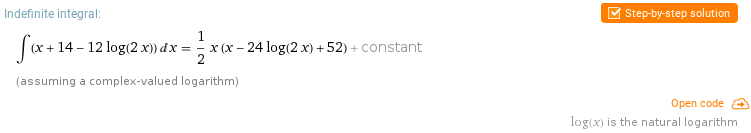 Indefinite integral:
Step-by-step solution
∫(x + 14 − 12 log(2 x)) dx = 1/2 x (x − 24 log(2 x) + 52) + constant
(assuming a complex-valued logarithm)
Open code
log(x) is the natural logarithm